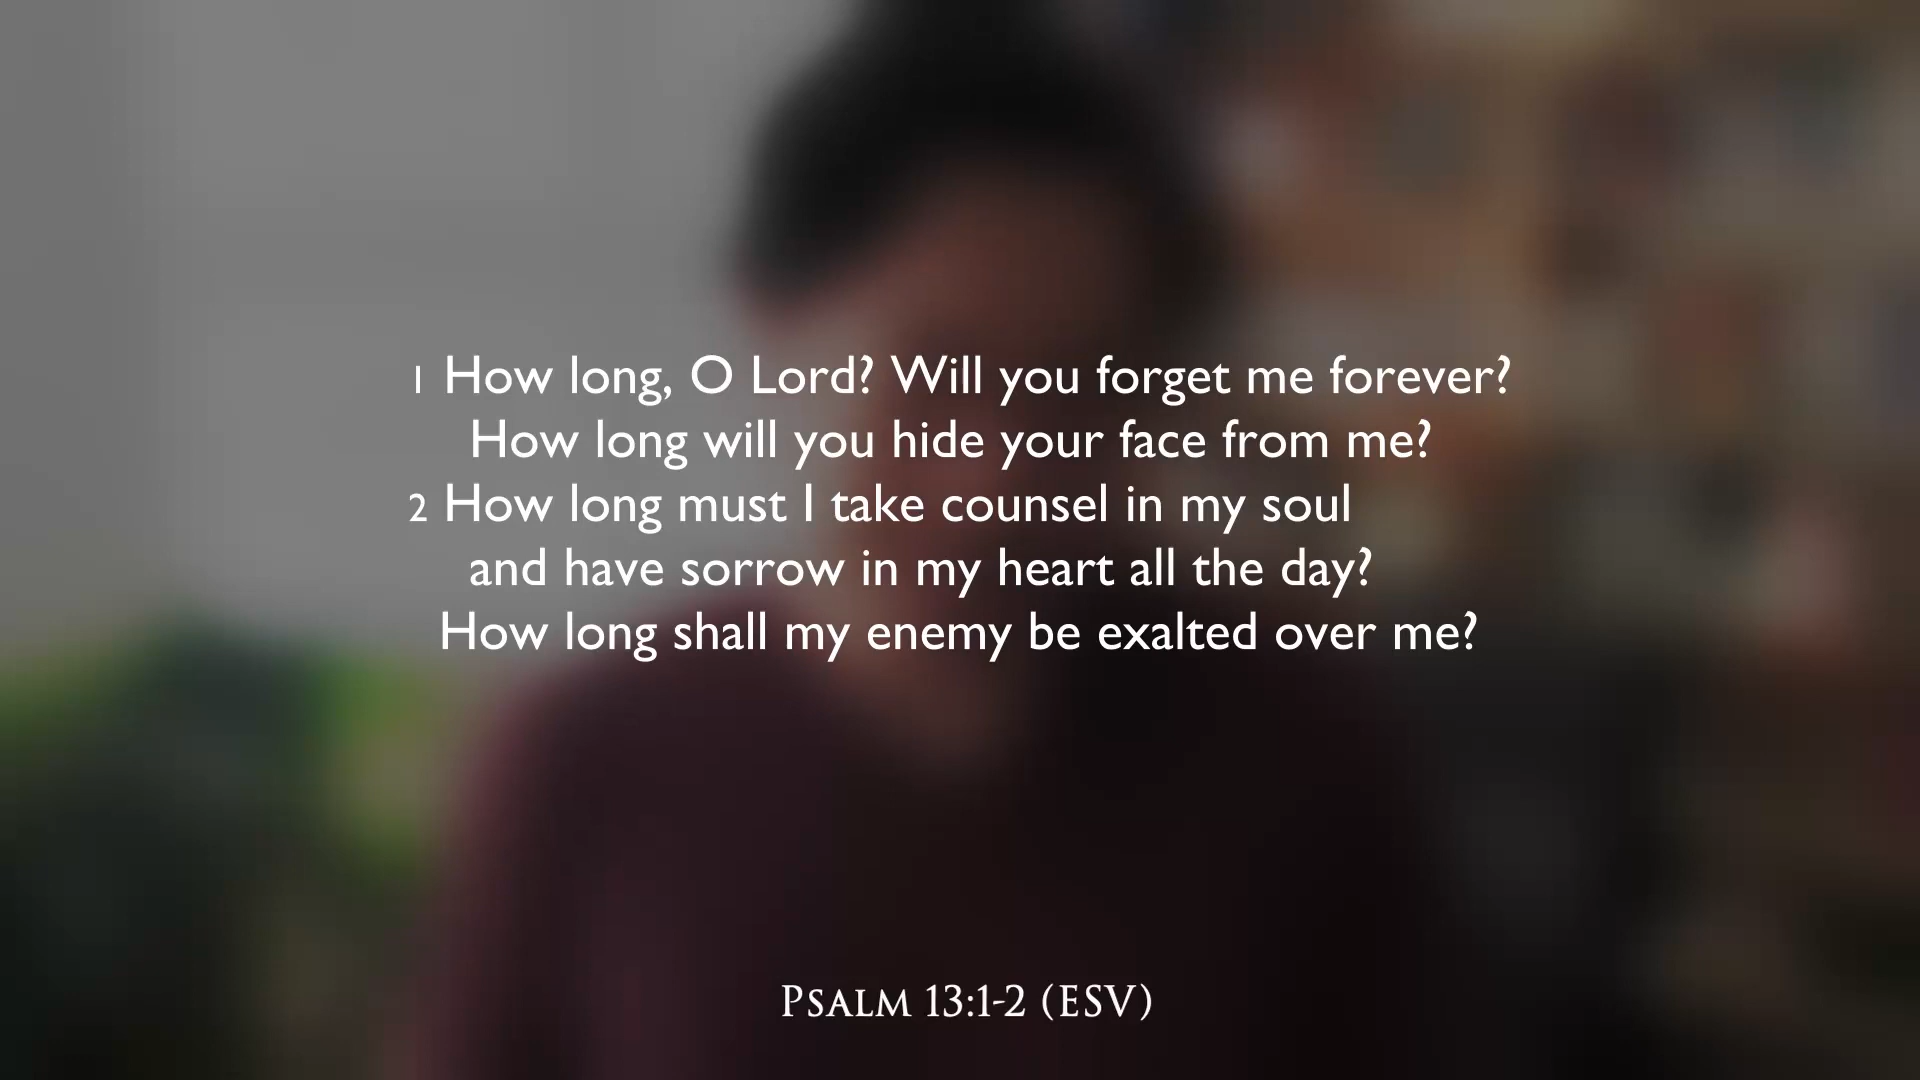 1 How long, O Lord? Will you forget me forever?
How long will you hide your face from me?
2 How long must I take counsel in my soul
and have sorrow in my heart all the day?
How long shall my enemy be exalted over me?
Psalm 13:1-2 (ESV)